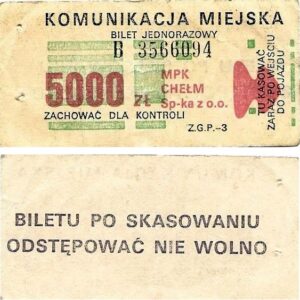 KOMUNIKACJA MIEJSKA
BILET JEDNORAZOWY
B 3566094
5000 ZŁ
MPK
CHEŁM
Sp-ka z o.o.
ZACHOWAĆ DLA KONTROLI
Z.G.P.–3
TU KASOWAĆ
ZARAZ PO WEJŚCIU
DO POJAZDU
BILETU PO SKASOWANIU
ODSTĘPOWAĆ NIE WOLNO